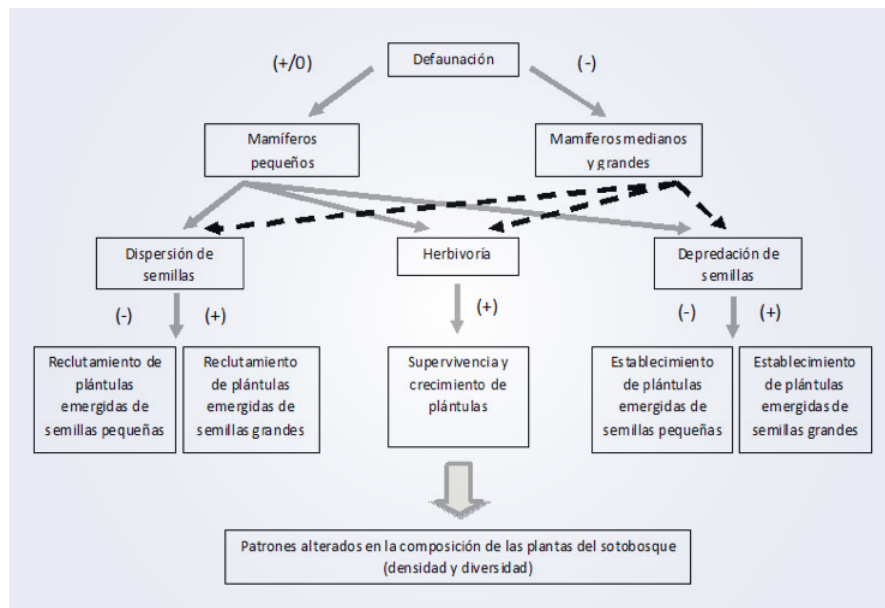 Defaunación
(+/0)
(-)
Mamíferos
pequeños
Mamíferos medianos
y grandes
Dispersión de
semillas
Herbivoría
Depredación de
semillas
(-)
(+)
(+)
(-)
(+)
Reclutamiento de
plántulas
emergidas de
semillas pequeñas
Reclutamiento
de plántulas
emergidas de
semillas grandes
Supervivencia y
crecimiento de
plántulas
Establecimiento
de plántulas
emergidas de
semillas pequeñas
Establecimiento
de plántulas
emergidas de
semillas grandes
Patrones alterados en la composición de las plantas del sotobosque
(densidad y diversidad)